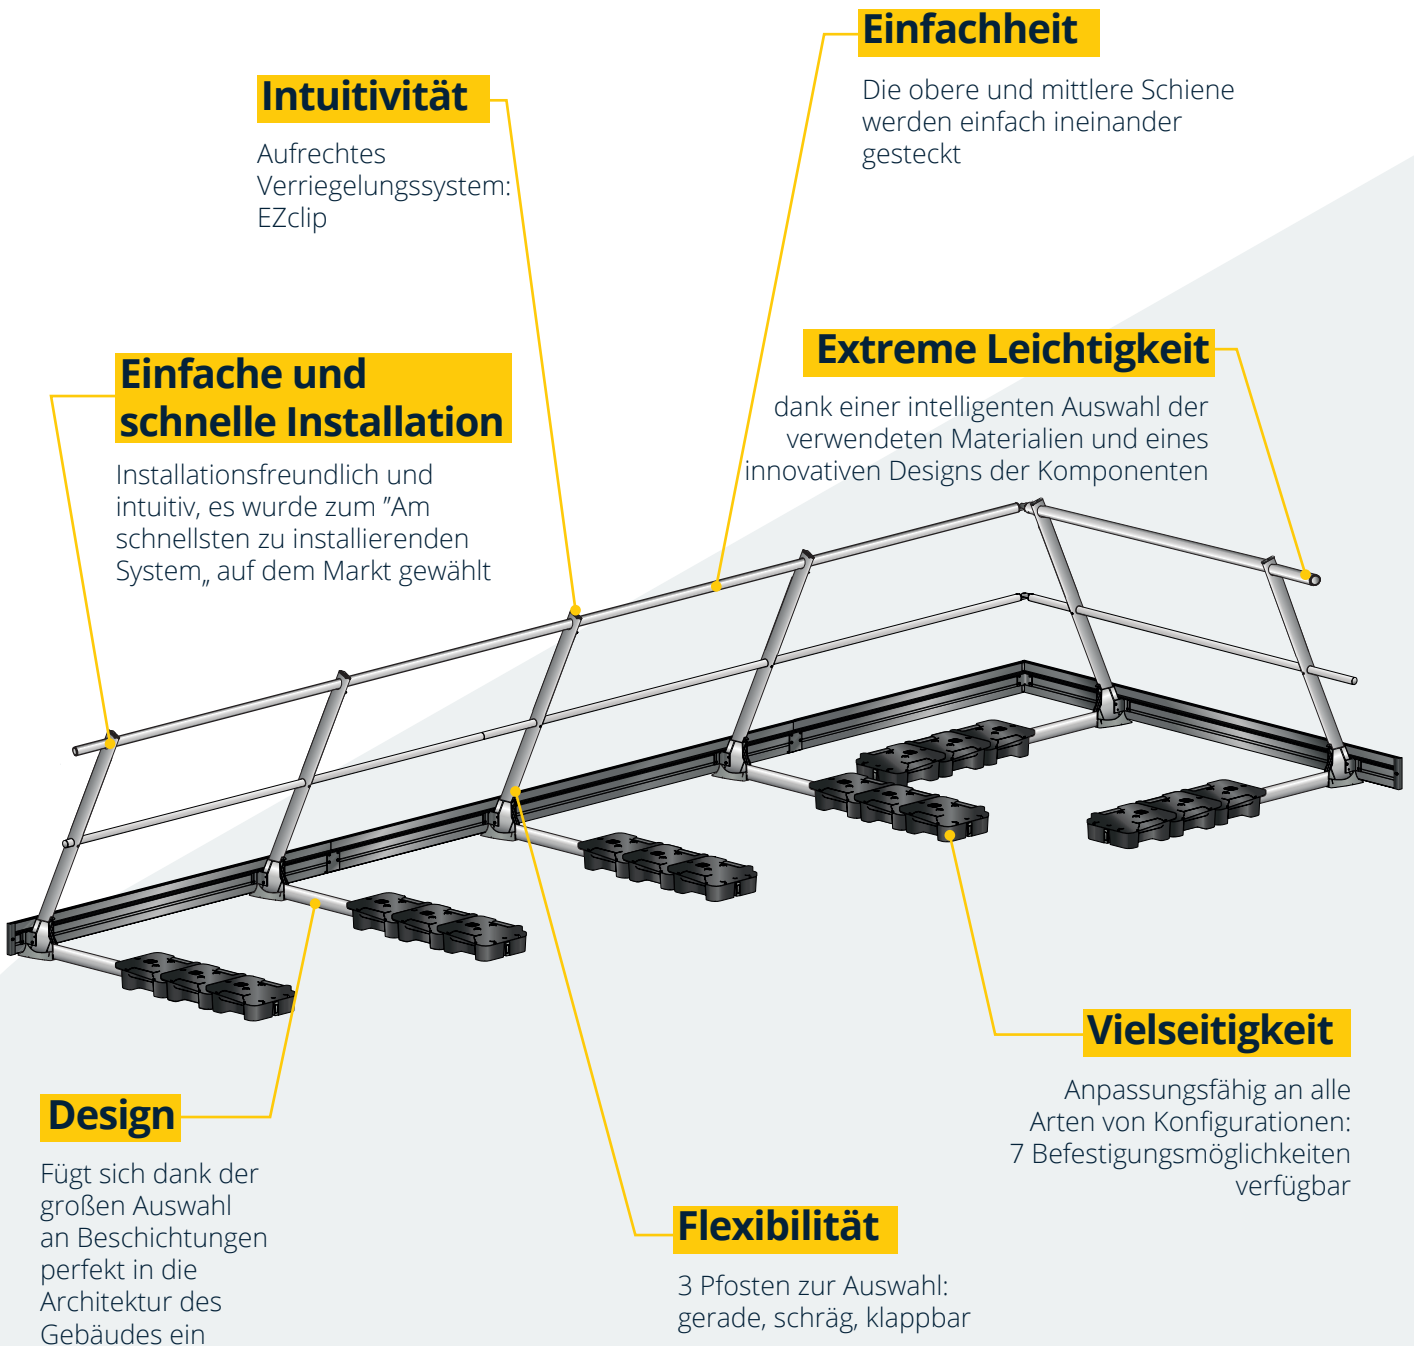 Einfachheit
Die obere und mittlere Schiene
werden einfach ineinander
gesteckt
Intuitivität
Aufrechtes
Verriegelungssystem:
EZclip
Extreme Leichtigkeit
dank einer intelligenten Auswahl der
verwendeten Materialien und eines
innovativen Designs der Komponenten
Einfache und
schnelle Installation
Installationsfreundlich und
intuitiv, es wurde zum "Am
schnellsten zu installierenden
System„ auf dem Markt gewählt
Vielseitigkeit
Anpassungsfähig an alle
Arten von Konfigurationen:
7 Befestigungsmöglichkeiten
verfügbar
Design
Fügt sich dank der
großen Auswahl
an Beschichtungen
perfekt in die
Architektur des
Gebäudes ein
Flexibilität
3 Pfosten zur Auswahl:
gerade, schräg, klappbar